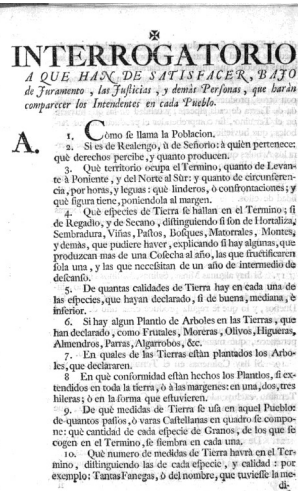 ✠
INTERROGATORIO
A QUE HAN DE SATISFACER, BAJO
de Juramento, las Justicias, y demàs Personas, que haràn
comparecer los Intendentes en cada Pueblo.
A.
1. Còmo se llama la Poblacion.
2. Si es de Realengo, ù de Señorìo: à quièn pertenece:
què derechos percibe, y quanto producen.
3. Què territorio ocupa el Termino, quanto de Levan-
te à Poniente, y del Norte al Sùr: y quanto de circunferen-
cia, por horas, y leguas: què linderos, ò confrontaciones; y
què figura tiene, poniendola al margen.
4. Què especies de Tierra se hallan en el Termino; si
de Regadìo, y de Secano, distinguiendo si son de Hortaliza,
Sembradura, Viñas, Pastos, Bosques, Matorrales, Montes,
y demàs, que pudiere haver, explicando si hay algunas, que
produzcan mas de una Cosecha al año, las que fructificaren
sola una, y las que necesitan de un año de intermedio de
descanso.
5. De quantas calidades de Tierra hay en cada una de
las especies, que hayan declarado, si de buena, mediana, è
inferior.
6. Si hay algun Plantìo de Arboles en las Tierras, que
han declarado, como Frutales, Moreras, Olivos, Higueras,
Almendros, Parras, Algarrobos, &c.
7. En quales de las Tierras estàn plantados los Arbo-
les, que declararen.
8 En què conformidad estàn hechos los Plantìos, si ex-
tendidos en toda la tierra, ò à las margenes: en una, dos, tres
hileras; ò en la forma que estuvieren.
9. De què medidas de Tierra se usa en aquel Pueblo:
de quantos passos, ò varas Castellanas en quadro se compo-
ne: què cantidad de cada especie de Granos, de los que se
cogen en el Termino, se siembra en cada una.
10. Què numero de medidas de Tierra havrà en el Ter-
mino, distinguiendo las de cada especie, y calidad: por
exemplo: Tantas Fanegas, ò del nombre, que tuviesse la me-
di-